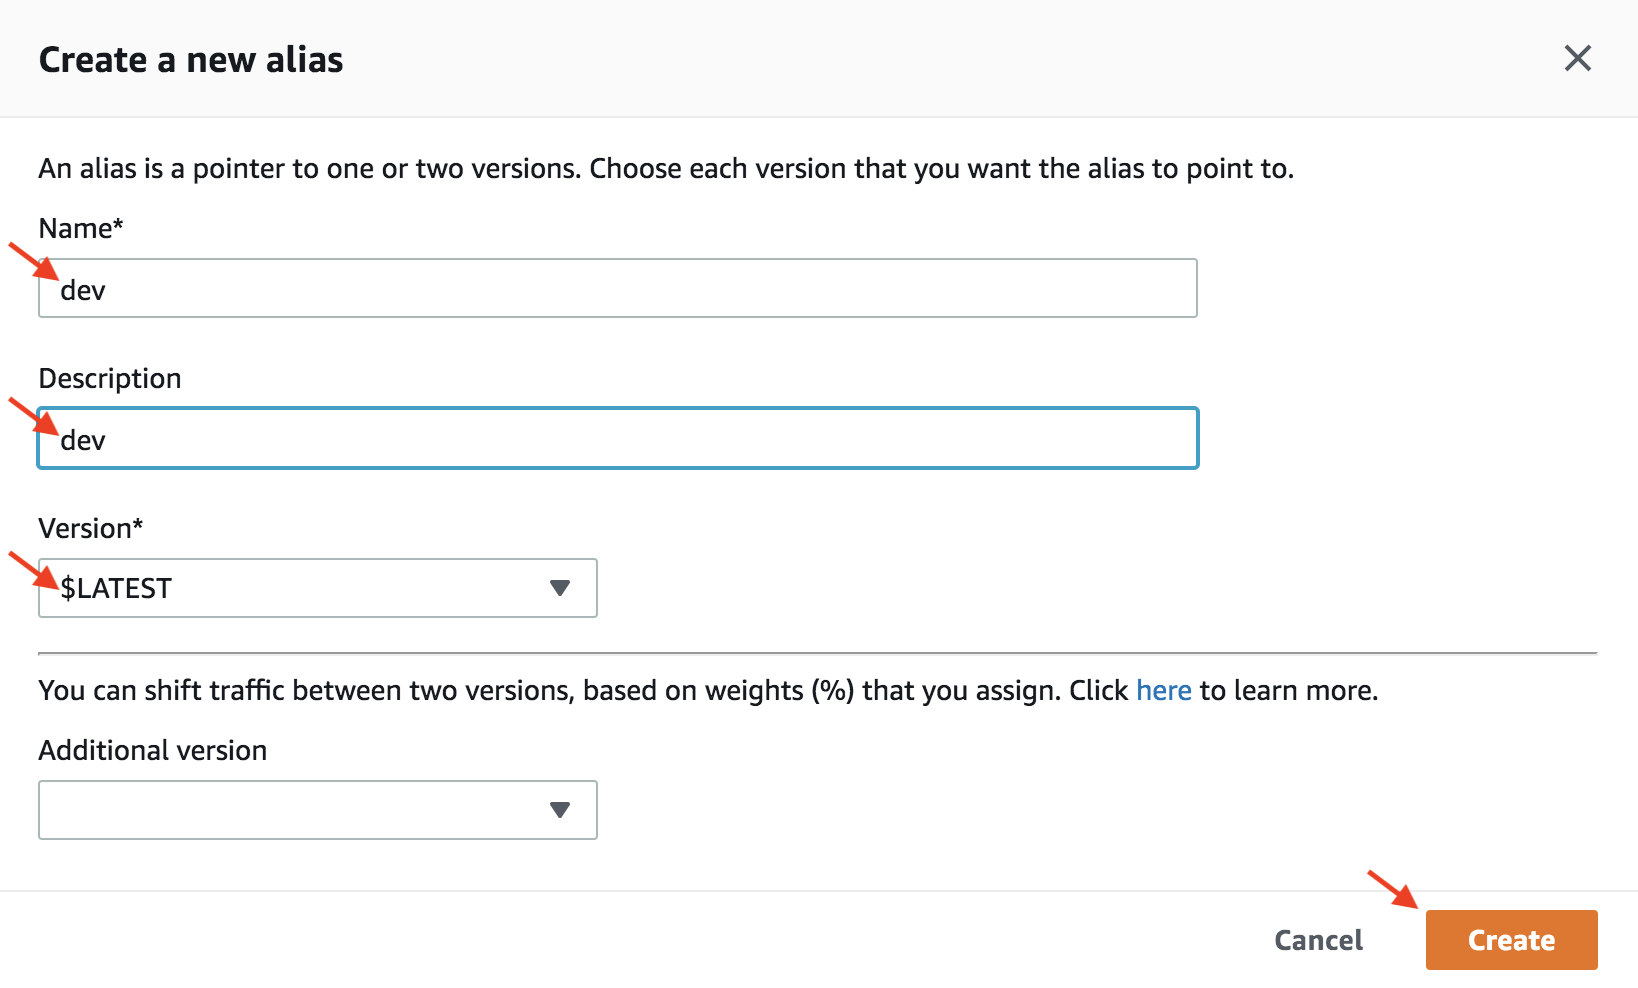 Create a new alias
An alias is a pointer to one or two versions. Choose each version that you want the alias to point to.
Name*
dev
Description
dev
Version*
$LATEST
You can shift traffic between two versions, based on weights (%) that you assign. Click here to learn more.
Additional version
Cancel
Create